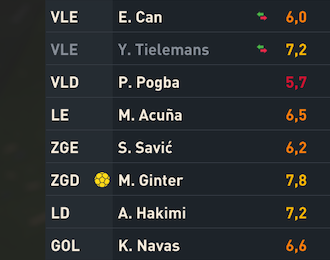 VLE E. Can 6,0
VLE Y. Tielemans 7,2
VLD P. Pogba 5,7
LE M. Acuña 6,5
ZGE S. Savić 6,2
ZGD M. Ginter 7,8
LD A. Hakimi 7,2
GOL K. Navas 6,6